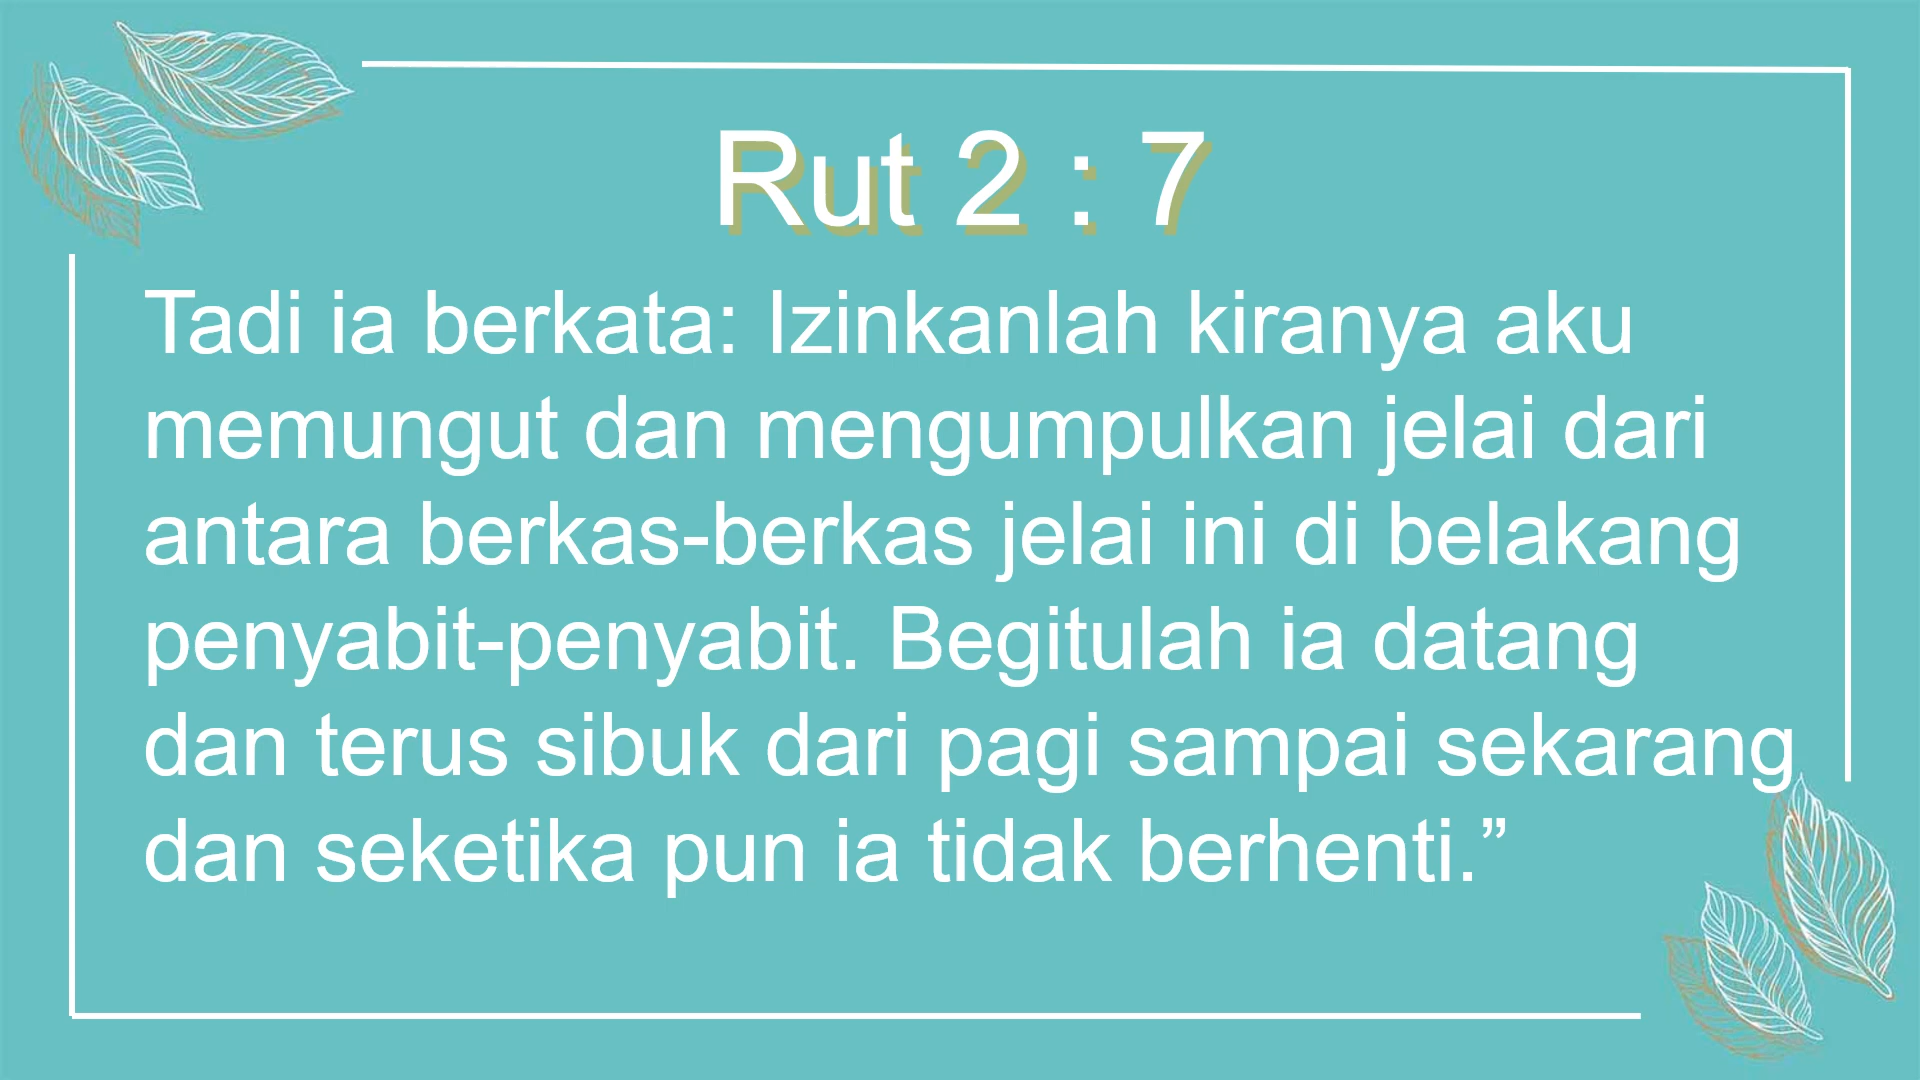 Rut 2 : 7
Tadi ia berkata: Izinkanlah kiranya aku
memungut dan mengumpulkan jelai dari
antara berkas-berkas jelai ini di belakang
penyabit-penyabit. Begitulah ia datang
dan terus sibuk dari pagi sampai sekarang
dan seketika pun ia tidak berhenti.”